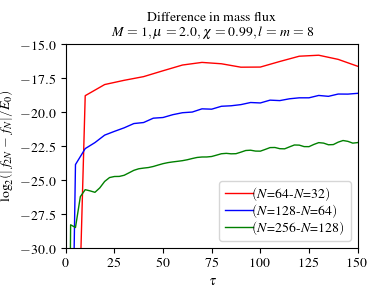 Difference in mass flux
M = 1, μ = 2.0, χ = 0.99, l = m = 8
log₂(|f₂N − fN|/E₀)
−15.0
−17.5
−20.0
−22.5
−25.0
−27.5
−30.0
(N=64-N=32)
(N=128-N=64)
(N=256-N=128)
0 25 50 75 100 125 150
τ